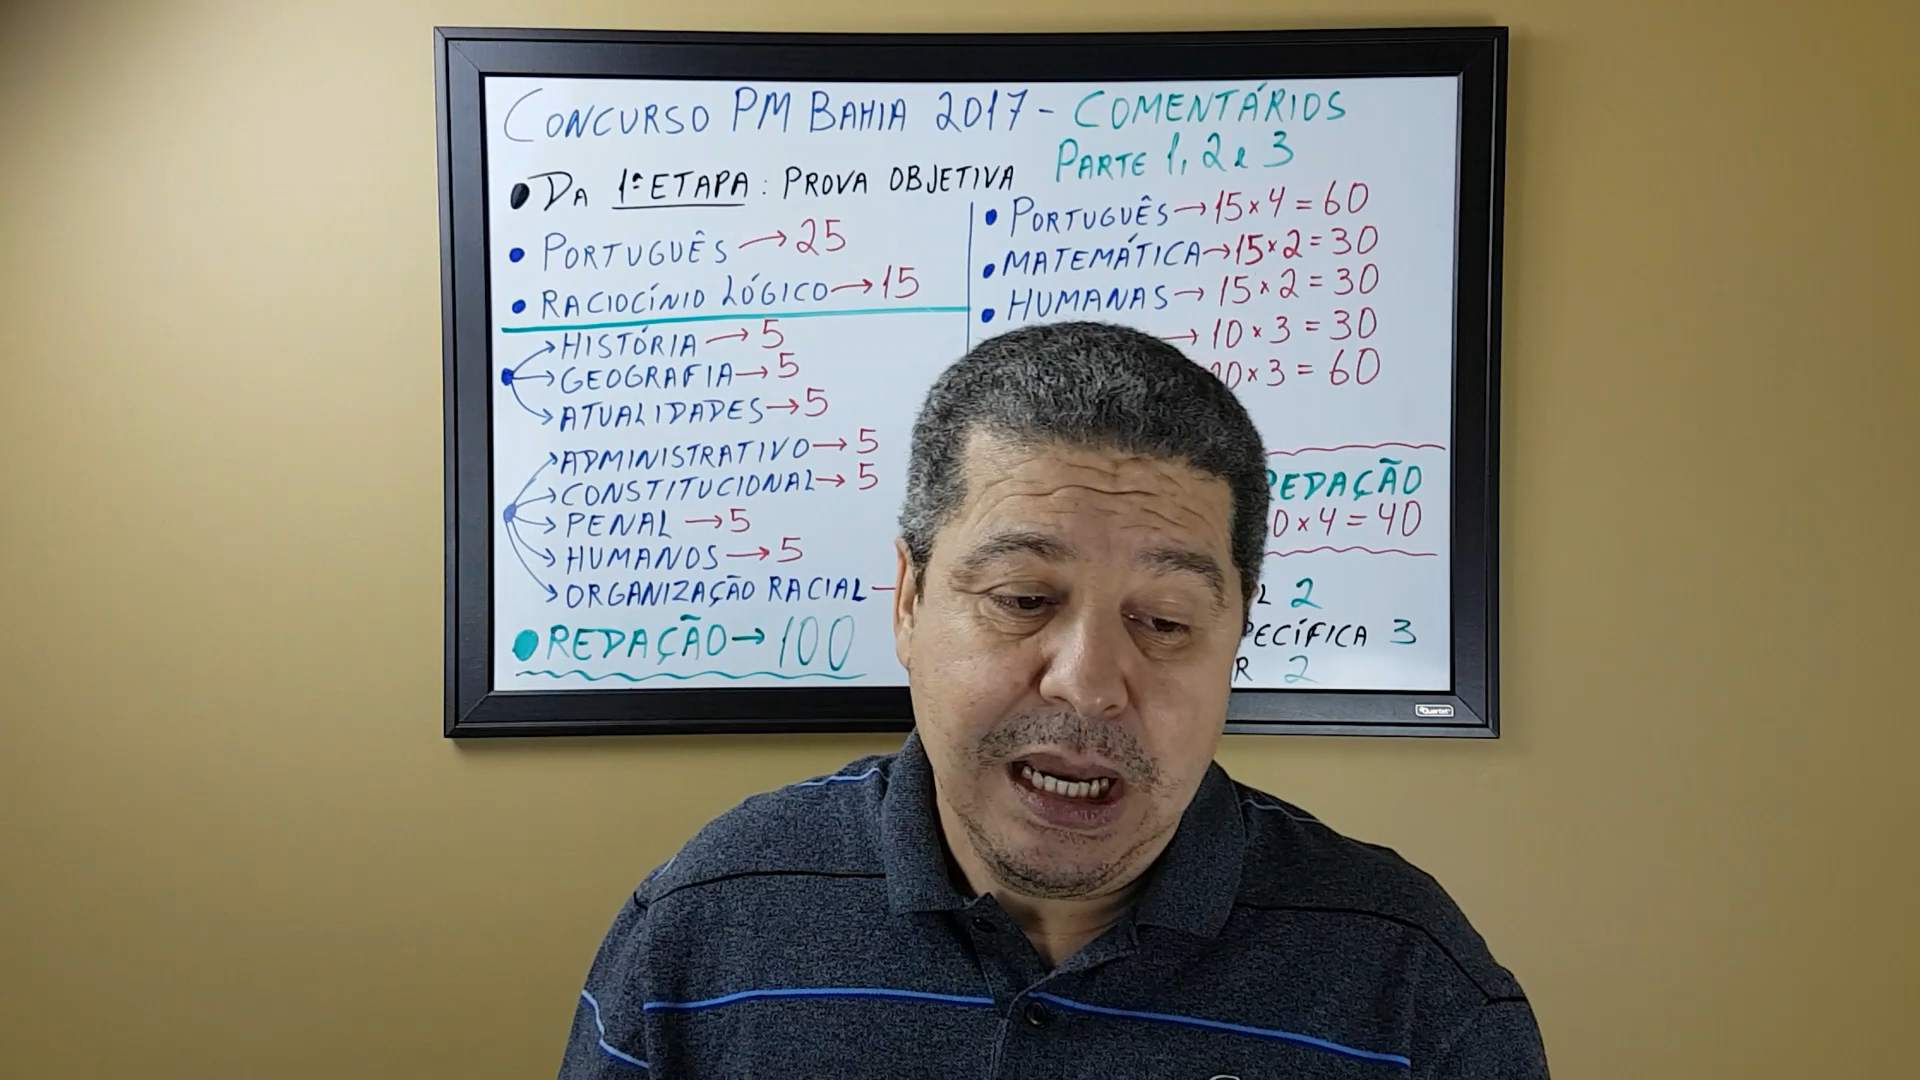 CONCURSO PM BAHIA 2017 - COMENTÁRIOS
PARTE 1, 2 e 3
• DA 1ª ETAPA: PROVA OBJETIVA
• PORTUGUÊS → 25
• RACIOCÍNIO LÓGICO → 15
→ HISTÓRIA → 5
→ GEOGRAFIA → 5
→ ATUALIDADES → 5
→ ADMINISTRATIVO → 5
→ CONSTITUCIONAL → 5
→ PENAL → 5
→ HUMANOS → 5
→ ORGANIZAÇÃO RACIAL
• REDAÇÃO → 100
• PORTUGUÊS → 15 x 4 = 60
• MATEMÁTICA → 15 x 2 = 30
• HUMANAS → 15 x 2 = 30
→ 10 x 3 = 30
x 3 = 60
REDAÇÃO
x 4 = 40
2
3
2
Quartet